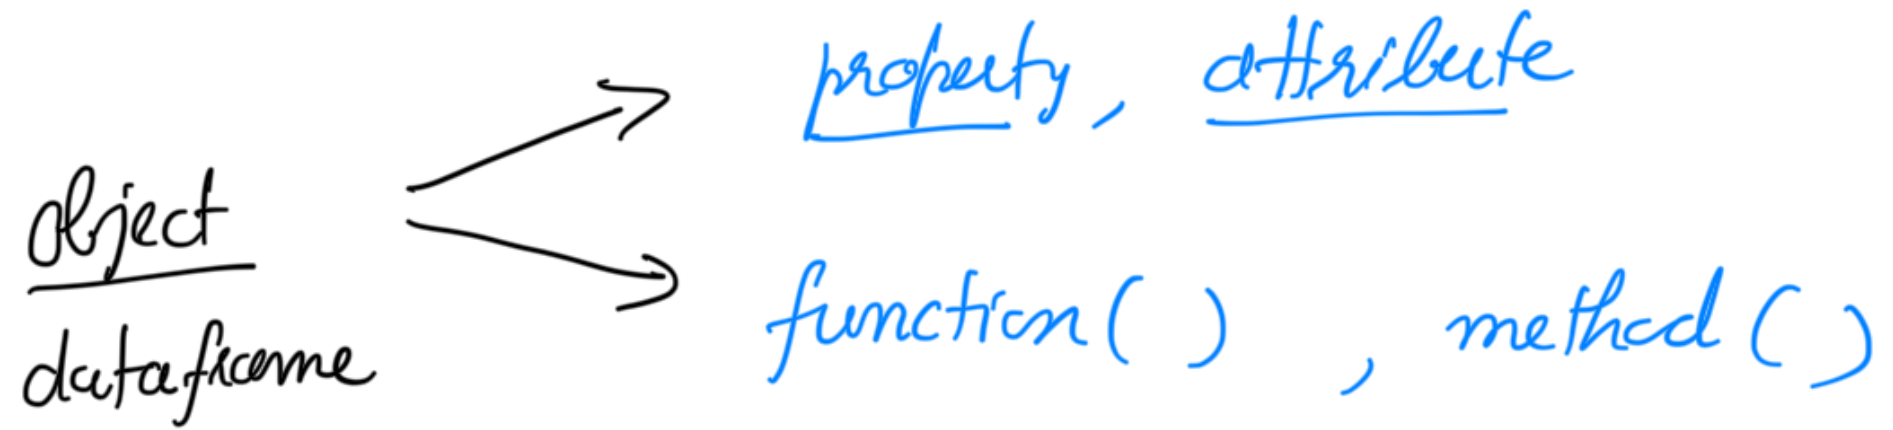 property, attribute
object
dataframe
function( ), method( )